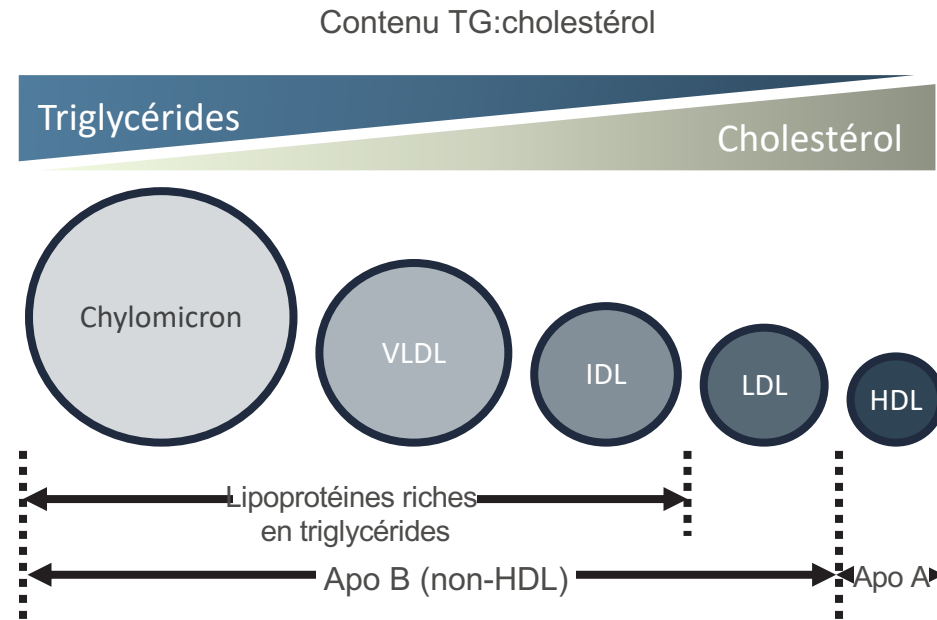 Contenu TG:cholestérol
Triglycérides
Cholestérol
Chylomicron
VLDL
IDL
LDL
HDL
Lipoprotéines riches
en triglycérides
Apo B (non-HDL)
Apo A